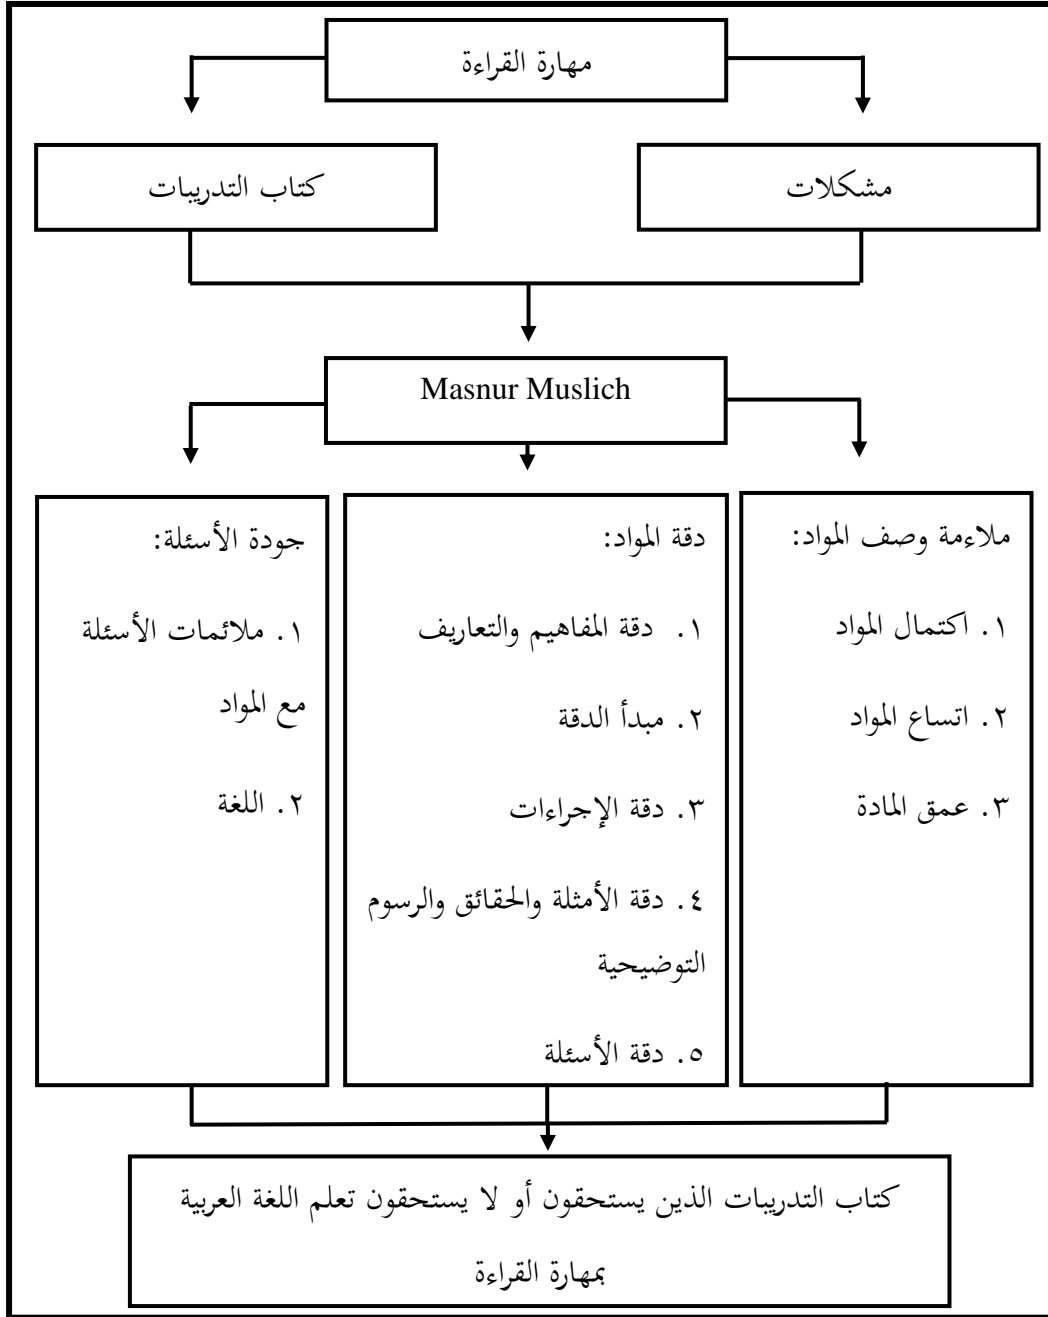 مهارة القراءة
مشكلات
كتاب التدريبات
Masnur Muslich
ملاءمة وصف المواد:
١. اكتمال المواد
٢. اتساع المواد
٣. عمق المادة
دقة المواد:
١. دقة المفاهيم والتعاريف
٢. مبدأ الدقة
٣. دقة الإجراءات
٤. دقة الأمثلة والحقائق والرسوم
التوضيحية
٥. دقة الأسئلة
جودة الأسئلة:
١. ملائمات الأسئلة
مع المواد
٢. اللغة
كتاب التدريبات الذين يستحقون أو لا يستحقون تعلم اللغة العربية
بمهارة القراءة